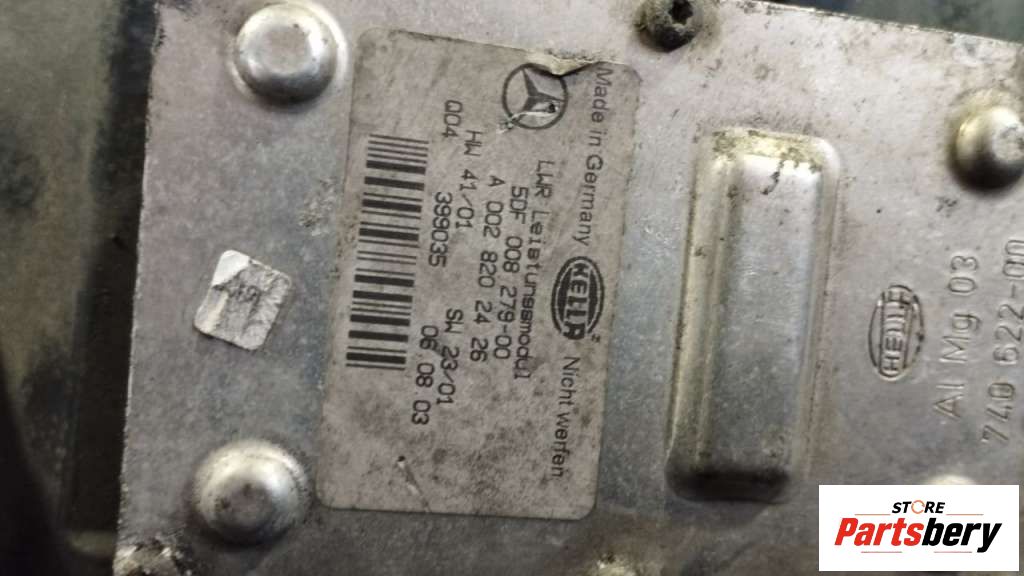 Made in Germany
HELLA
Nicht werfen
LWR Leistungsmodul
5DF 008 279-00
A 002 820 24 26
HW 41/01 SW 23/01
Q04 399035 06 08 03
HELLA
Al Mg 03
740 622-00
STORE
Partsbery